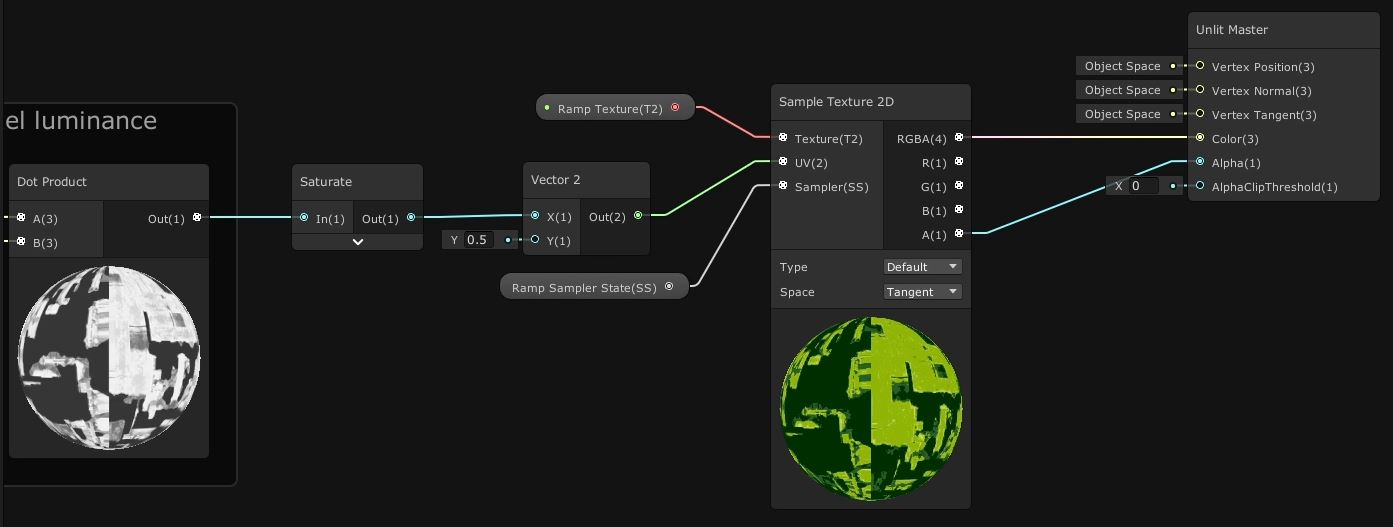 el luminance
Dot Product
A(3)
B(3)
Out(1)
Saturate
In(1)
Out(1)
Ramp Texture(T2)
Vector 2
X(1)
Y(1)
Out(2)
Y 0.5
Ramp Sampler State(SS)
Sample Texture 2D
Texture(T2)
UV(2)
Sampler(SS)
RGBA(4)
R(1)
G(1)
B(1)
A(1)
Type Default
Space Tangent
Unlit Master
Object Space Vertex Position(3)
Object Space Vertex Normal(3)
Object Space Vertex Tangent(3)
Color(3)
Alpha(1)
X 0 AlphaClipThreshold(1)